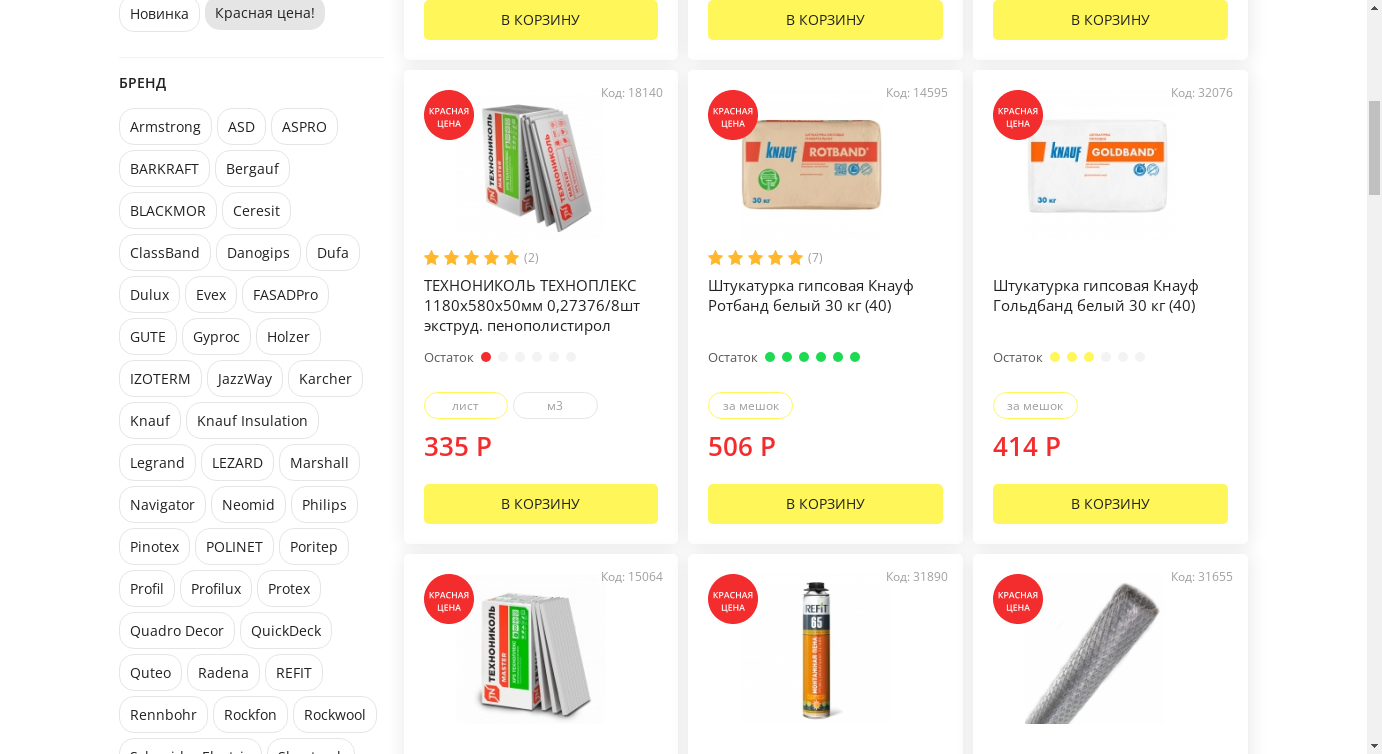 Новинка
Красная цена!
В КОРЗИНУ
В КОРЗИНУ
В КОРЗИНУ
БРЕНД
Armstrong
ASD
ASPRO
BARKRAFT
Bergauf
BLACKMOR
Ceresit
ClassBand
Danogips
Dufa
Dulux
Evex
FASADPro
GUTE
Gyproc
Holzer
IZOTERM
JazzWay
Karcher
Knauf
Knauf Insulation
Legrand
LEZARD
Marshall
Navigator
Neomid
Philips
Pinotex
POLINET
Poritep
Profil
Profilux
Protex
Quadro Decor
QuickDeck
Quteo
Radena
REFIT
Rennbohr
Rockfon
Rockwool
КРАСНАЯ
ЦЕНА
Код: 18140
ТЕХНОНИКОЛЬ
MASTER
ТЕХНОНИКОЛЬ
MASTER
(2)
ТЕХНОНИКОЛЬ ТЕХНОПЛЕКС
1180х580х50мм 0,27376/8шт
экструд. пенополистирол
Остаток
лист
м3
335 Р
В КОРЗИНУ
КРАСНАЯ
ЦЕНА
Код: 14595
KNAUF
ROTBAND
30 кг
(7)
Штукатурка гипсовая Кнауф
Ротбанд белый 30 кг (40)
Остаток
за мешок
506 Р
В КОРЗИНУ
КРАСНАЯ
ЦЕНА
Код: 32076
KNAUF
GOLDBAND
30 кг
Штукатурка гипсовая Кнауф
Гольдбанд белый 30 кг (40)
Остаток
за мешок
414 Р
В КОРЗИНУ
КРАСНАЯ
ЦЕНА
Код: 15064
ТЕХНОНИКОЛЬ
MASTER
КРАСНАЯ
ЦЕНА
Код: 31890
REFIT
65
МОНТАЖНАЯ ПЕНА
КРАСНАЯ
ЦЕНА
Код: 31655